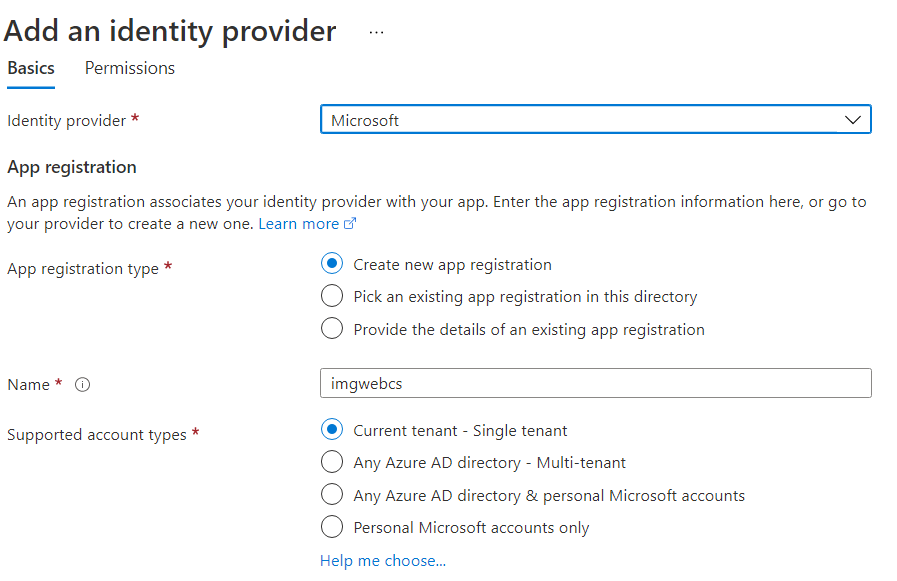 Add an identity provider ...
Basics Permissions
Identity provider * Microsoft
App registration
An app registration associates your identity provider with your app. Enter the app registration information here, or go to
your provider to create a new one. Learn more
App registration type * Create new app registration
Pick an existing app registration in this directory
Provide the details of an existing app registration
Name * imgwebcs
Supported account types * Current tenant - Single tenant
Any Azure AD directory - Multi-tenant
Any Azure AD directory & personal Microsoft accounts
Personal Microsoft accounts only
Help me choose...